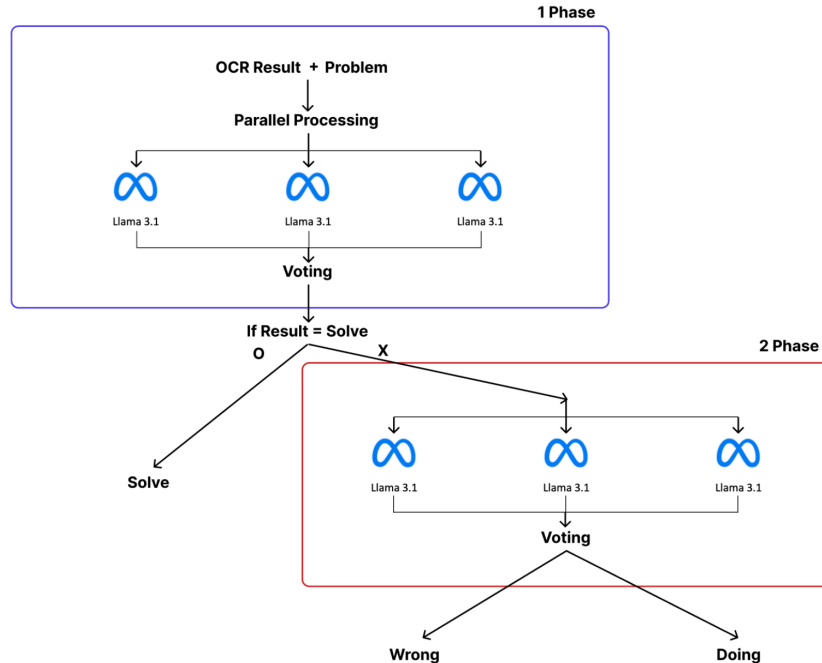 1 Phase
OCR Result + Problem
Parallel Processing
Llama 3.1 Llama 3.1 Llama 3.1
Voting
If Result = Solve
O X
2 Phase
Solve
Llama 3.1 Llama 3.1 Llama 3.1
Voting
Wrong Doing